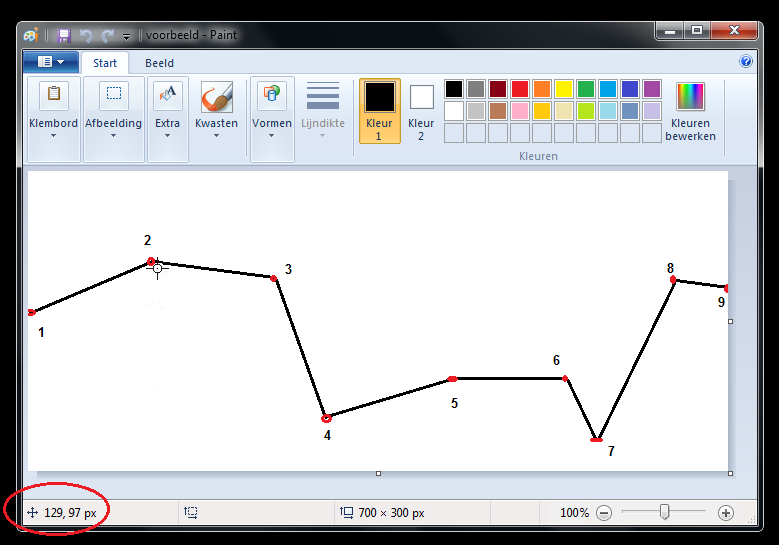 voorbeeld - Paint
Start Beeld
Klembord Afbeelding Extra Kwasten Vormen Lijndikte Kleur 1 Kleur 2 Kleuren bewerken
Kleuren
2
3
8
1
9
6
5
4
7
129, 97 px 700 × 300 px 100%